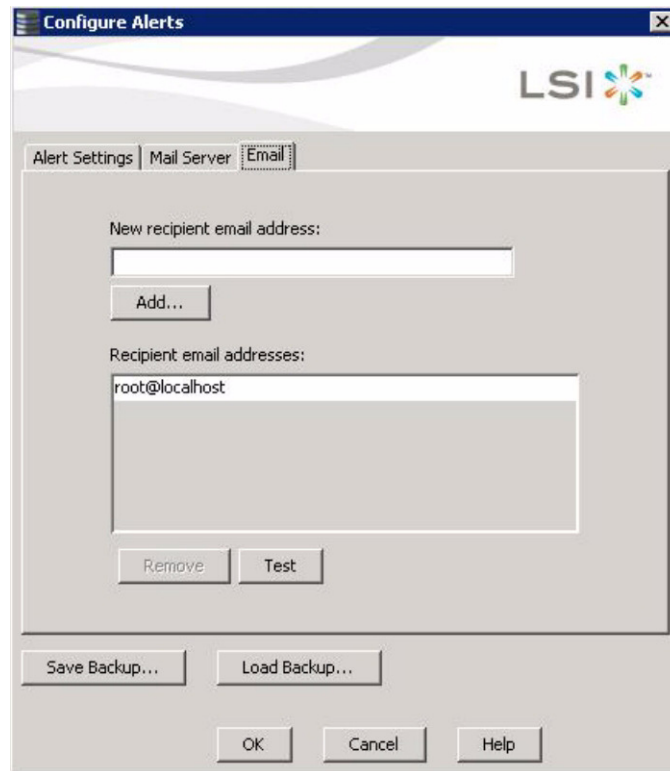 Configure Alerts
LSI
Alert Settings Mail Server Email
New recipient email address:
Add...
Recipient email addresses:
root@localhost
Remove Test
Save Backup... Load Backup...
OK Cancel Help